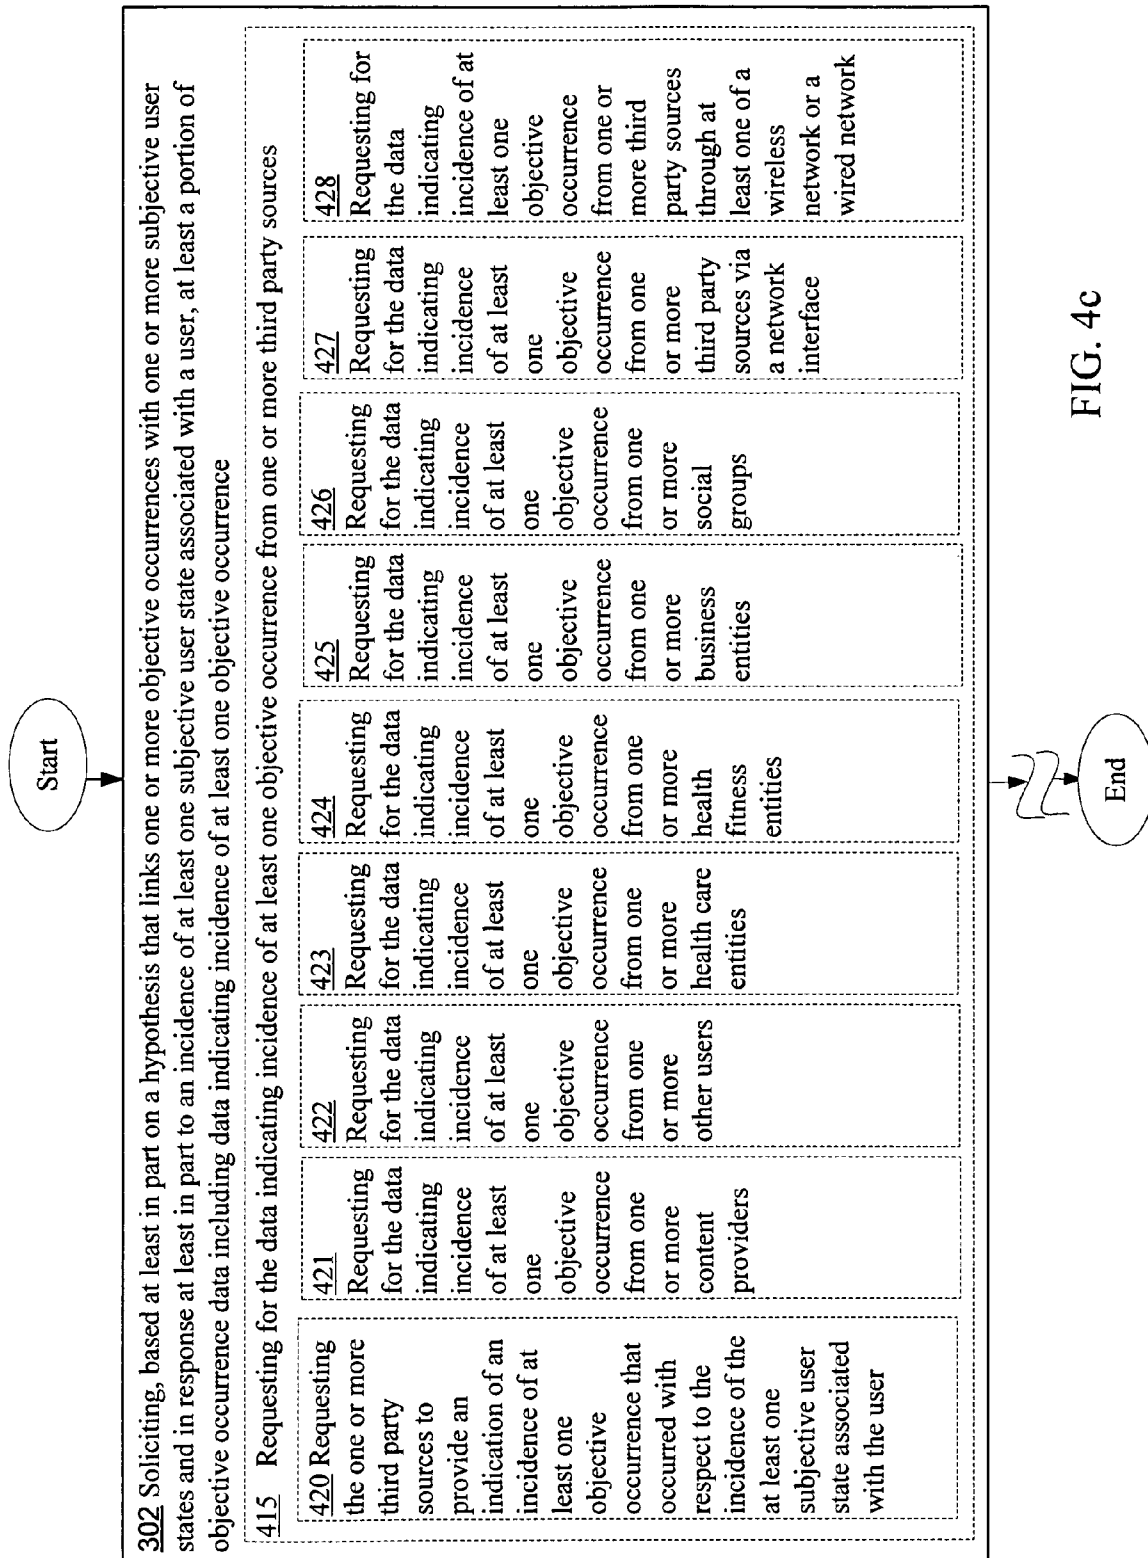 Start
302 Soliciting, based at least in part on a hypothesis that links one or more objective occurrences with one or more subjective user
states and in response at least in part to an incidence of at least one subjective user state associated with a user, at least a portion of
objective occurrence data including data indicating incidence of at least one objective occurrence
415 Requesting for the data indicating incidence of at least one objective occurrence from one or more third party sources
420 Requesting
the one or more
third party
sources to
provide an
indication of an
incidence of at
least one
objective
occurrence that
occurred with
respect to the
incidence of the
at least one
subjective user
state associated
with the user
421
Requesting
for the data
indicating
incidence
of at least
one
objective
occurrence
from one
or more
content
providers
422
Requesting
for the data
indicating
incidence
of at least
one
objective
occurrence
from one
or more
other users
423
Requesting
for the data
indicating
incidence
of at least
one
objective
occurrence
from one
or more
health care
entities
424
Requesting
for the data
indicating
incidence
of at least
one
objective
occurrence
from one
or more
health
fitness
entities
425
Requesting
for the data
indicating
incidence
of at least
one
objective
occurrence
from one
or more
business
entities
426
Requesting
for the data
indicating
incidence
of at least
one
objective
occurrence
from one
or more
social
groups
427
Requesting
for the data
indicating
incidence
of at least
one
objective
occurrence
from one
or more
third party
sources via
a network
interface
428
Requesting for
the data
indicating
incidence of at
least one
objective
occurrence
from one or
more third
party sources
through at
least one of a
wireless
network or a
wired network
End
FIG. 4c